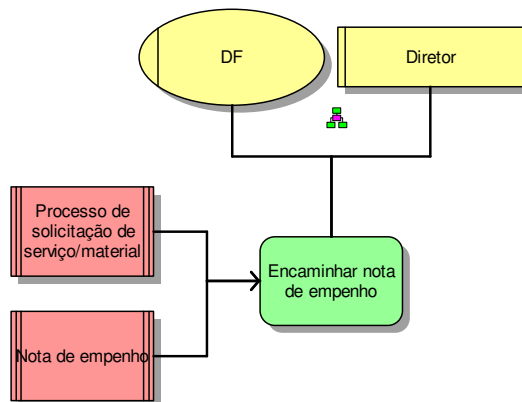 DF
Diretor
Processo de
solicitação de
serviço/material
Encaminhar nota
de empenho
Nota de empenho